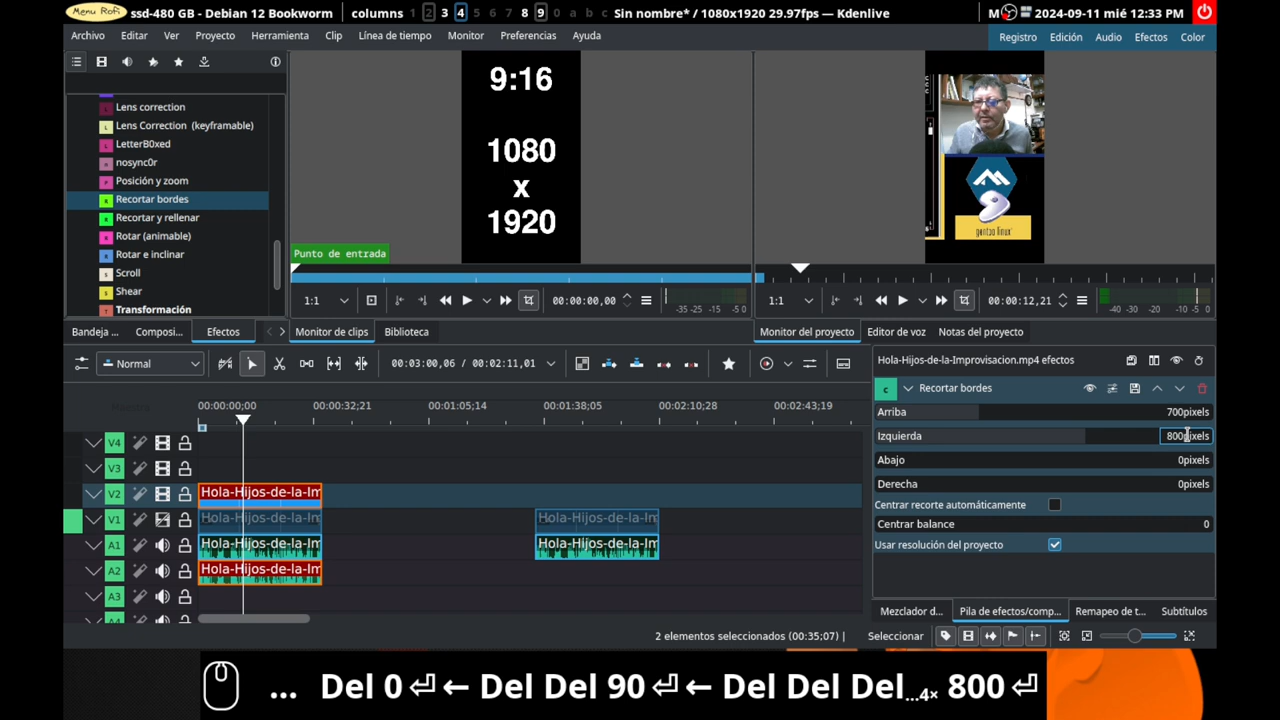 Menu Rofi ssd-480 GB - Debian 12 Bookworm columns 1 2 3 4 5 6 7 8 9 0 a b c Sin nombre* / 1080x1920 29.97fps — Kdenlive M 2024-09-11 mié 12:33 PM
Archivo Editar Ver Proyecto Herramienta Clip Línea de tiempo Monitor Preferencias Ayuda Registro Edición Audio Efectos Color
Lens correction
Lens Correction (keyframable)
LetterB0xed
nosync0r
Posición y zoom
Recortar bordes
Recortar y rellenar
Rotar (animable)
Rotar e inclinar
Scroll
Shear
Transformación
9:16
1080
x
1920
Punto de entrada
gentoo linux
1:1 00:00:00,00 -35 -25 -15 -5 0
1:1 00:00:12,21 -40 -30 -20 -10 -5 0
Bandeja ... Composi... Efectos Monitor de clips Biblioteca Monitor del proyecto Editor de voz Notas del proyecto
Normal 00:03:00,06 / 00:02:11,01
Hola-Hijos-de-la-Improvisacion.mp4 efectos
c Recortar bordes
Arriba 700pixels
Izquierda 800pixels
Abajo 0pixels
Derecha 0pixels
Centrar recorte automáticamente
Centrar balance 0
Usar resolución del proyecto
Maestro
00:00:00;00 00:00:32;21 00:01:05;14 00:01:38;05 00:02:10;28 00:02:43;19
V4
V3
V2 Hola-Hijos-de-la-Im
V1 Hola-Hijos-de-la-Im Hola-Hijos-de-la-Im
A1 Hola-Hijos-de-la-Im Hola-Hijos-de-la-Im
A2 Hola-Hijos-de-la-Im
A3
Mezclador d... Pila de efectos/comp... Remapeo de t... Subtítulos
2 elementos seleccionados (00:35;07) | Seleccionar
... Del 0⏎ ← Del Del 90⏎ ← Del Del Del...4× 800⏎